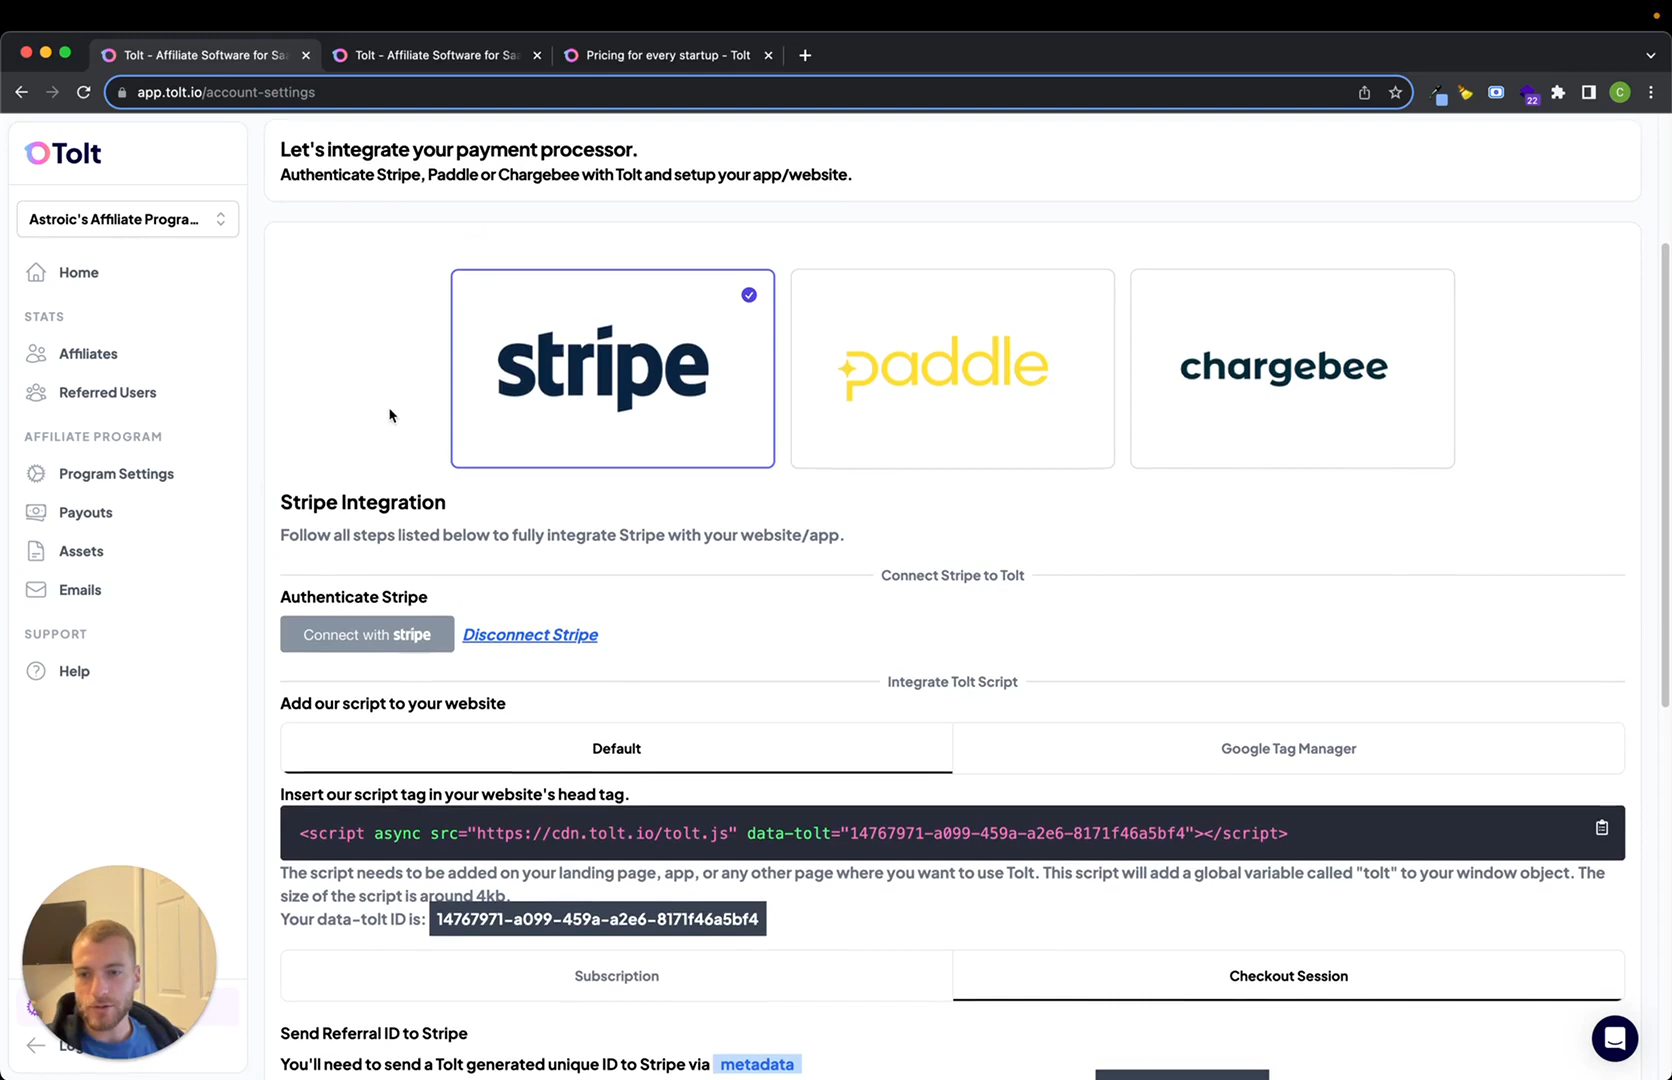 Tolt - Affiliate Software for Saa
Tolt - Affiliate Software for Saa
Pricing for every startup - Tolt
app.tolt.io/account-settings
22
C
Tolt
Astroic's Affiliate Progra...
Home
STATS
Affiliates
Referred Users
AFFILIATE PROGRAM
Program Settings
Payouts
Assets
Emails
SUPPORT
Help
Let's integrate your payment processor.
Authenticate Stripe, Paddle or Chargebee with Tolt and setup your app/website.
stripe
paddle
chargebee
Stripe Integration
Follow all steps listed below to fully integrate Stripe with your website/app.
Connect Stripe to Tolt
Authenticate Stripe
Connect with stripe
Disconnect Stripe
Integrate Tolt Script
Add our script to your website
Default
Google Tag Manager
Insert our script tag in your website's head tag.
<script async src="https://cdn.tolt.io/tolt.js" data-tolt="14767971-a099-459a-a2e6-8171f46a5bf4"></script>
The script needs to be added on your landing page, app, or any other page where you want to use Tolt. This script will add a global variable called "tolt" to your window object. The
size of the script is around 4kb.
Your data-tolt ID is: 14767971-a099-459a-a2e6-8171f46a5bf4
Subscription
Checkout Session
Send Referral ID to Stripe
You'll need to send a Tolt generated unique ID to Stripe via metadata